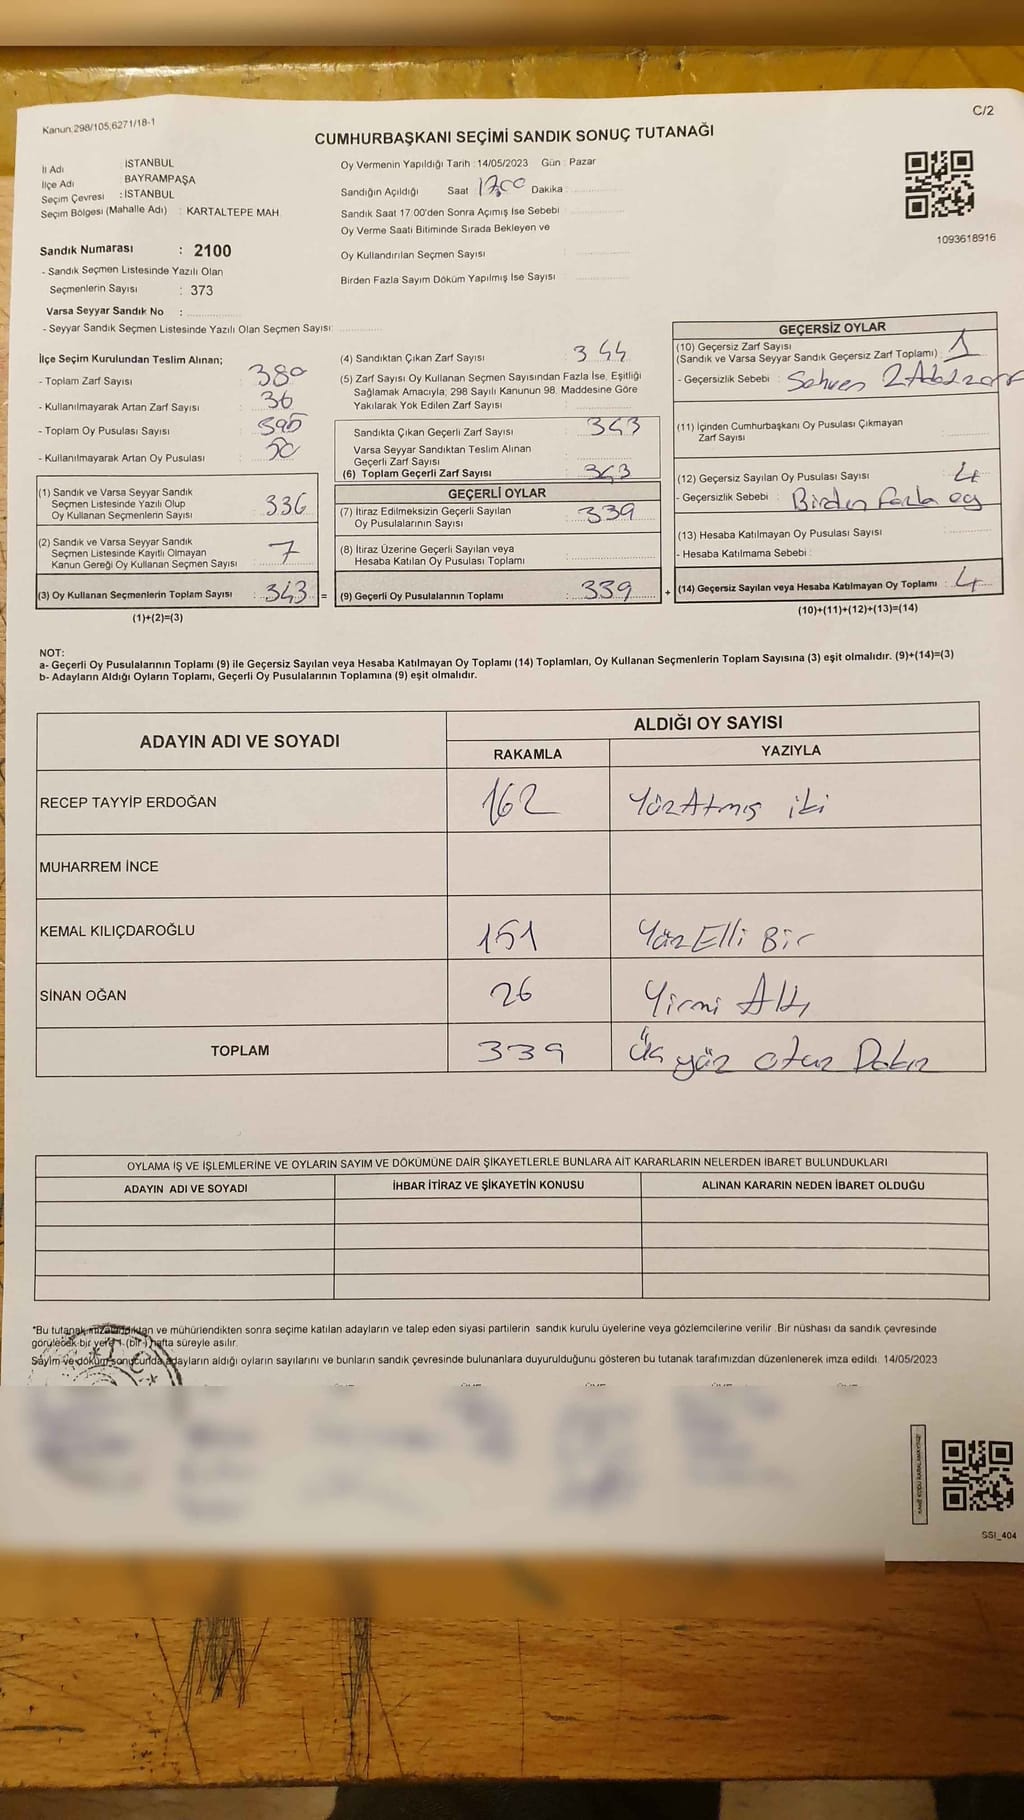 Kanun;298/105,6271/18-1
C/2
CUMHURBAŞKANI SEÇİMİ SANDIK SONUÇ TUTANAĞI
İl Adı : İSTANBUL
İlçe Adı : BAYRAMPAŞA
Seçim Çevresi : İSTANBUL
Seçim Bölgesi (Mahalle Adı) : KARTALTEPE MAH.
Oy Vermenin Yapıldığı Tarih : 14/05/2023 Gün : Pazar
Sandığın Açıldığı Saat 17,00 Dakika :
Sandık Saat 17.00'den Sonra Açımış İse Sebebi :
Oy Verme Saati Bitiminde Sırada Bekleyen ve
Oy Kullandırılan Seçmen Sayısı :
Birden Fazla Sayım Döküm Yapılmış İse Sayısı :
1093618916
Sandık Numarası : 2100
- Sandık Seçmen Listesinde Yazılı Olan
Seçmenlerin Sayısı : 373
Varsa Seyyar Sandık No :
- Seyyar Sandık Seçmen Listesinde Yazılı Olan Seçmen Sayısı:
İlçe Seçim Kurulundan Teslim Alınan;
- Toplam Zarf Sayısı : 380
- Kullanılmayarak Artan Zarf Sayısı : 36
- Toplam Oy Pusulası Sayısı :
- Kullanılmayarak Artan Oy Pusulası : 50
(1) Sandık ve Varsa Seyyar Sandık
Seçmen Listesinde Yazılı Olup
Oy Kullanan Seçmenlerin Sayısı : 336
(2) Sandık ve Varsa Seyyar Sandık
Seçmen Listesinde Kayıtlı Olmayan
Kanun Gereği Oy Kullanan Seçmen Sayısı : 7
(3) Oy Kullanan Seçmenlerin Toplam Sayısı : 343 =
(1)+(2)=(3)
(4) Sandıktan Çıkan Zarf Sayısı : 344
(5) Zarf Sayısı Oy Kullanan Seçmen Sayısından Fazla İse, Eşitliği
Sağlamak Amacıyla; 298 Sayılı Kanunun 98. Maddesine Göre
Yakılarak Yok Edilen Zarf Sayısı :
Sandıkta Çıkan Geçerli Zarf Sayısı : 343
Varsa Seyyar Sandıktan Teslim Alınan
Geçerli Zarf Sayısı :
(6) Toplam Geçerli Zarf Sayısı : 343
GEÇERLİ OYLAR
(7) İtiraz Edilmeksizin Geçerli Sayılan
Oy Pusulalarının Sayısı : 339
(8) İtiraz Üzerine Geçerli Sayılan veya
Hesaba Katılan Oy Pusulası Toplamı :
(9) Geçerli Oy Pusulalarının Toplamı : 339 +
GEÇERSİZ OYLAR
(10) Geçersiz Zarf Sayısı
(Sandık ve Varsa Seyyar Sandık Geçersiz Zarf Toplamı) : 1
- Geçersizlik Sebebi : Sehven 2 Adet zarf
(11) İçinden Cumhurbaşkanı Oy Pusulası Çıkmayan
Zarf Sayısı :
(12) Geçersiz Sayılan Oy Pusulası Sayısı : 4
- Geçersizlik Sebebi : Birden fazla oy
(13) Hesaba Katılmayan Oy Pusulası Sayısı :
- Hesaba Katılmama Sebebi :
(14) Geçersiz Sayılan veya Hesaba Katılmayan Oy Toplamı : 4
(10)+(11)+(12)+(13)=(14)
NOT:
a- Geçerli Oy Pusulalarının Toplamı (9) ile Geçersiz Sayılan veya Hesaba Katılmayan Oy Toplamı (14) Toplamları, Oy Kullanan Seçmenlerin Toplam Sayısına (3) eşit olmalıdır. (9)+(14)=(3)
b- Adayların Aldığı Oyların Toplamı, Geçerli Oy Pusulalarının Toplamına (9) eşit olmalıdır.
ADAYIN ADI VE SOYADI
ALDIĞI OY SAYISI
RAKAMLA YAZIYLA
RECEP TAYYİP ERDOĞAN 162 YüzAtmış iki
MUHARREM İNCE
KEMAL KILIÇDAROĞLU 151 YüzElli Bir
SİNAN OĞAN 26 Yirmi Altı
TOPLAM 339 Üç yüz otuz Dokuz
OYLAMA İŞ VE İŞLEMLERİNE VE OYLARIN SAYIM VE DÖKÜMÜNE DAİR ŞİKAYETLERLE BUNLARA AİT KARARLARIN NELERDEN İBARET BULUNDUKLARI
ADAYIN ADI VE SOYADI İHBAR İTİRAZ VE ŞİKAYETİN KONUSU ALINAN KARARIN NEDEN İBARET OLDUĞU
*Bu tutanak imzalandıktan ve mühürlendikten sonra seçime katılan adayların ve talep eden siyasi partilerin sandık kurulu üyelerine veya gözlemcilerine verilir .Bir nüshası da sandık çevresinde
görülecek bir yere 1 (bir) hafta süreyle asılır.
Sayım ve döküm sonucunda adayların aldığı oyların sayılarını ve bunların sandık çevresinde bulunanlara duyurulduğunu gösteren bu tutanak tarafımızdan düzenlenerek imza edildi. 14/05/2023
SSI_404